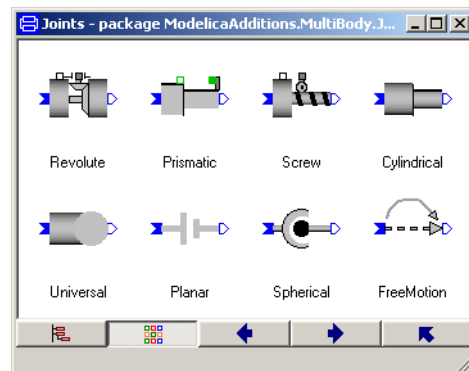 Joints - package ModelicaAdditions.MultiBody.J...
Revolute Prismatic Screw Cylindrical
Universal Planar Spherical FreeMotion